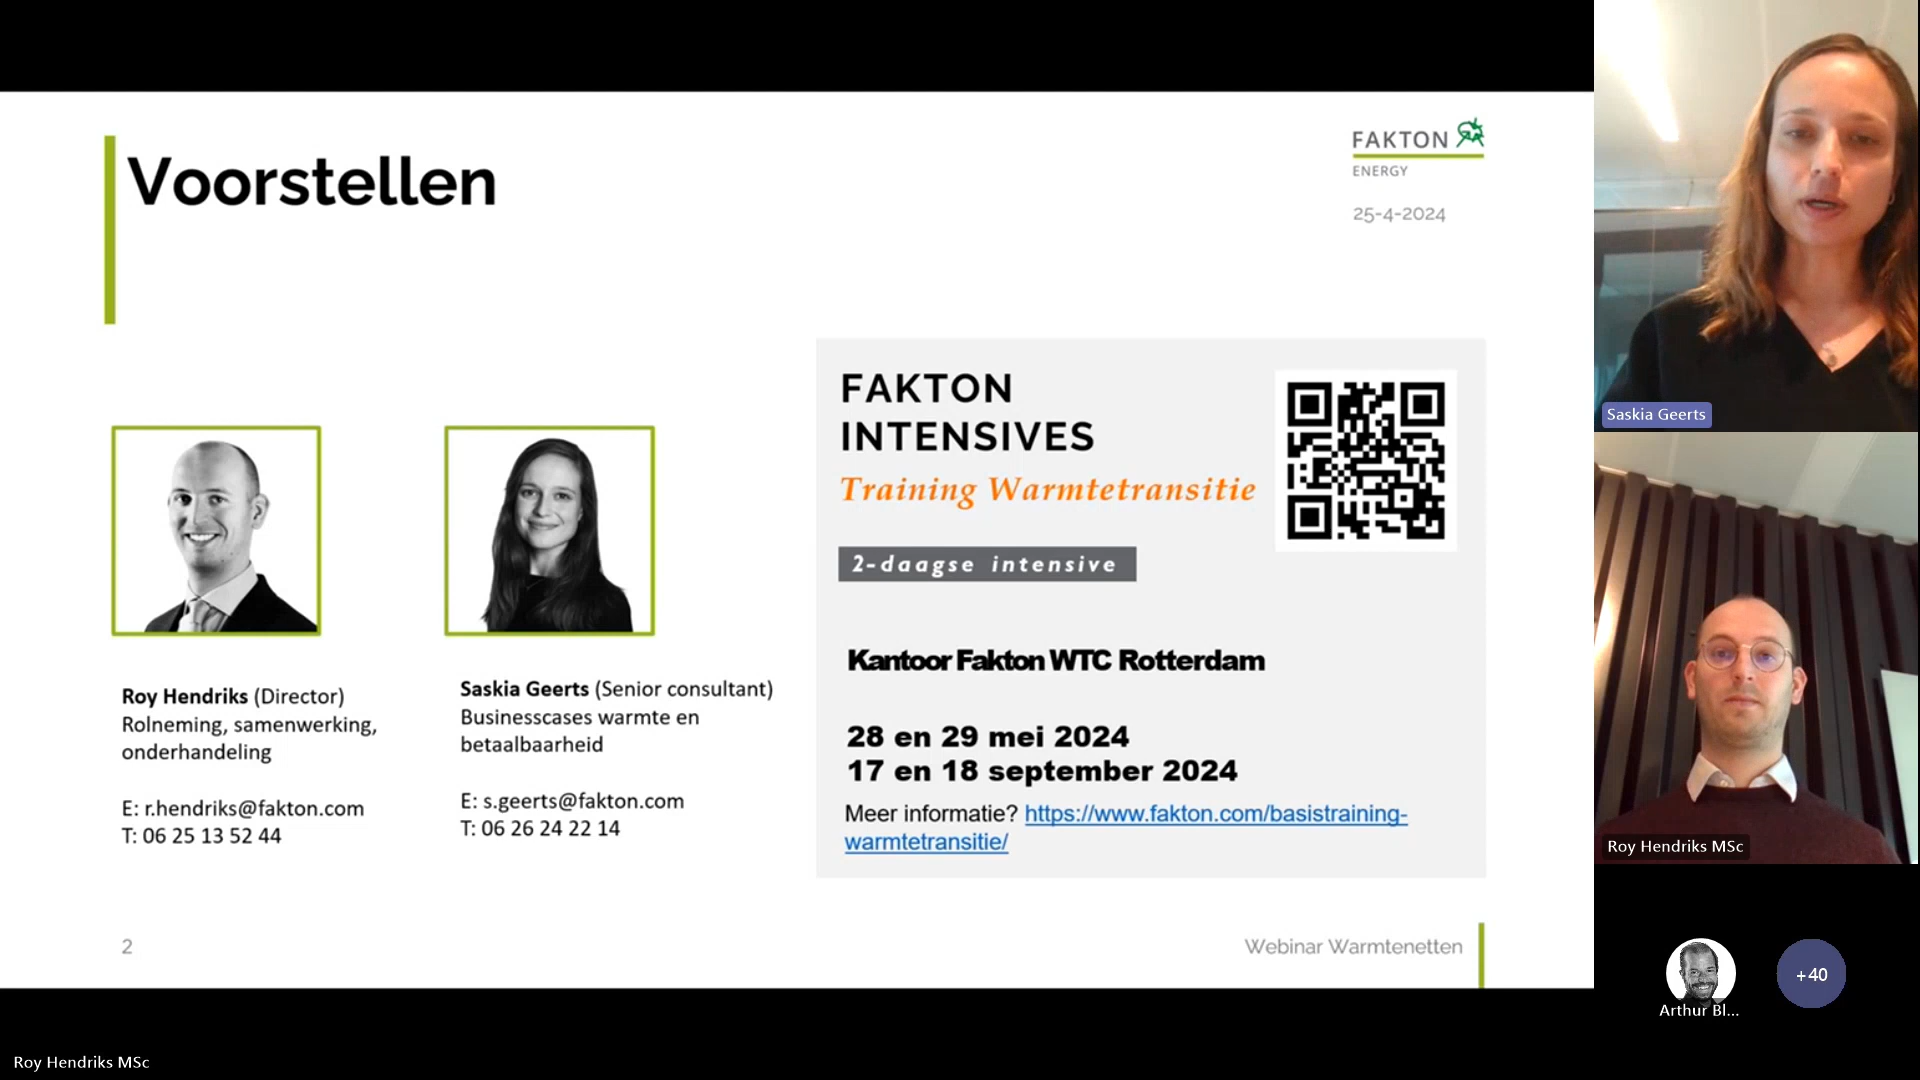 Voorstellen
FAKTON
ENERGY
25-4-2024
Roy Hendriks (Director)
Rolneming, samenwerking,
onderhandeling
E: r.hendriks@fakton.com
T: 06 25 13 52 44
Saskia Geerts (Senior consultant)
Businesscases warmte en
betaalbaarheid
E: s.geerts@fakton.com
T: 06 26 24 22 14
FAKTON
INTENSIVES
Training Warmtetransitie
2-daagse intensive
Kantoor Fakton WTC Rotterdam
28 en 29 mei 2024
17 en 18 september 2024
Meer informatie? https://www.fakton.com/basistraining-
warmtetransitie/
2
Webinar Warmtenetten
Saskia Geerts
Roy Hendriks MSc
Arthur Bl...
+40
Roy Hendriks MSc